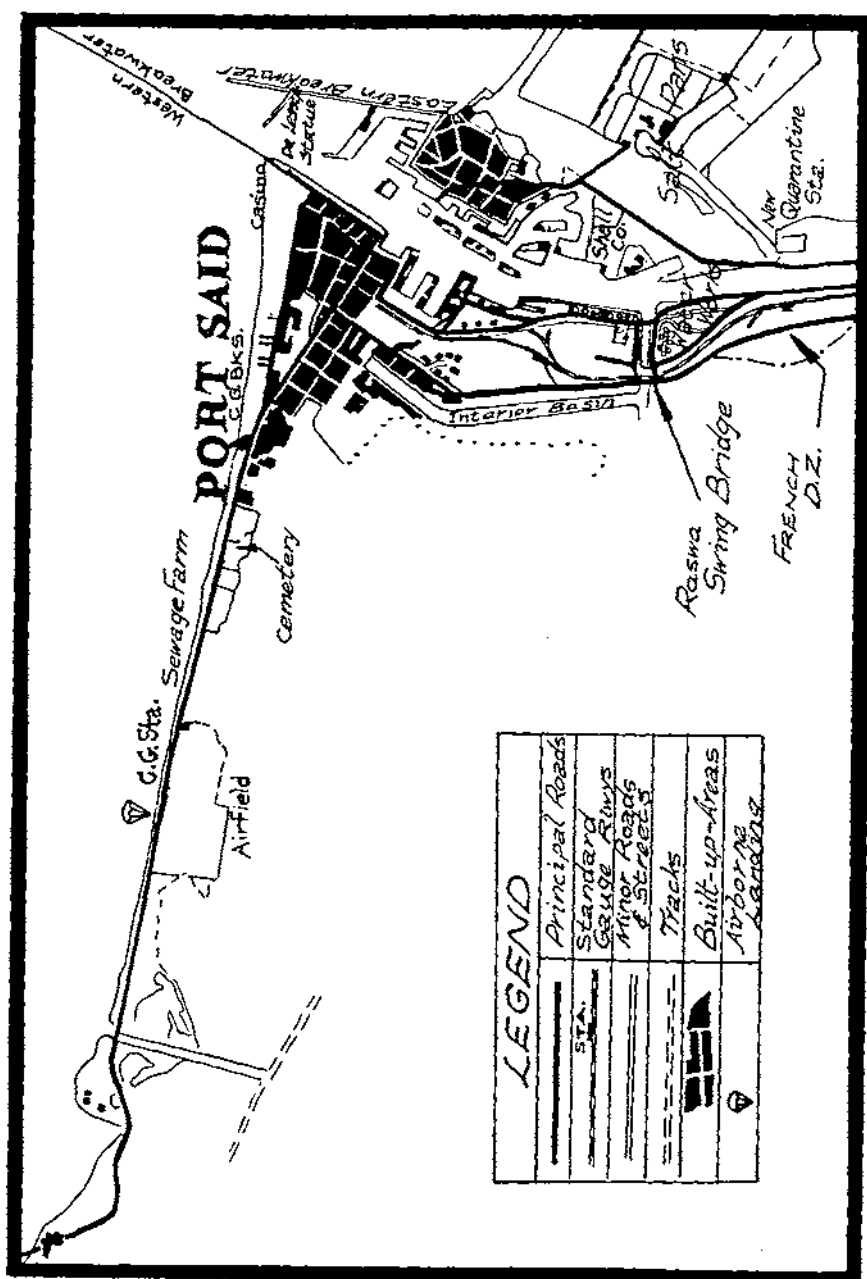 Western
Breakwater
Eastern Breakwater
De Lesseps
Statue
Casino
PORT SAID
C.G. BKS.
Sewage Farm
C.G. Sta.
Cemetery
Airfield
Interior Basin
Shell
Co.
Salt Pans
New
Quarantine
Sta.
Raswa
Swing Bridge
FRENCH
D.Z.
LEGEND
Principal Roads
STA.
Standard
Gauge Rlwys
Minor Roads
& Streets
Tracks
Built-up-Areas
Airborne
Landing